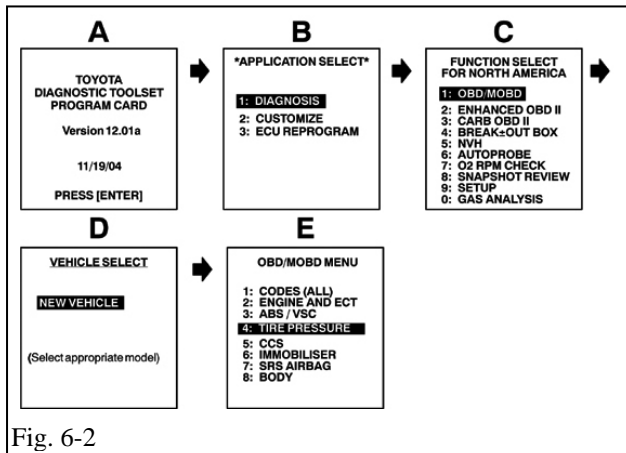 A
TOYOTA
DIAGNOSTIC TOOLSET
PROGRAM CARD
Version 12.01a
11/19/04
PRESS [ENTER]
B
*APPLICATION SELECT*
1: DIAGNOSIS
2: CUSTOMIZE
3: ECU REPROGRAM
C
FUNCTION SELECT
FOR NORTH AMERICA
1: OBD/MOBD
2: ENHANCED OBD II
3: CARB OBD II
4: BREAK±OUT BOX
5: NVH
6: AUTOPROBE
7: O2 RPM CHECK
8: SNAPSHOT REVIEW
9: SETUP
0: GAS ANALYSIS
D
VEHICLE SELECT
NEW VEHICLE
(Select appropriate model)
E
OBD/MOBD MENU
1: CODES (ALL)
2: ENGINE AND ECT
3: ABS / VSC
4: TIRE PRESSURE
5: CCS
6: IMMOBILISER
7: SRS AIRBAG
8: BODY
Fig. 6-2